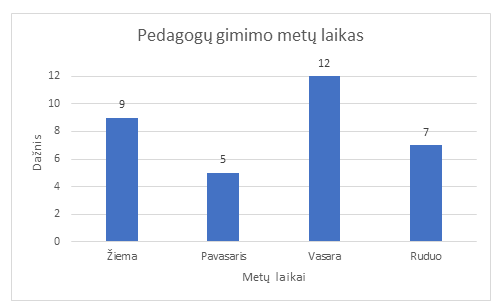 Pedagogų gimimo metų laikas
12
10
8
6
4
2
0
Dažnis
9
5
12
7
Žiema Pavasaris Vasara Ruduo
Metų laikai